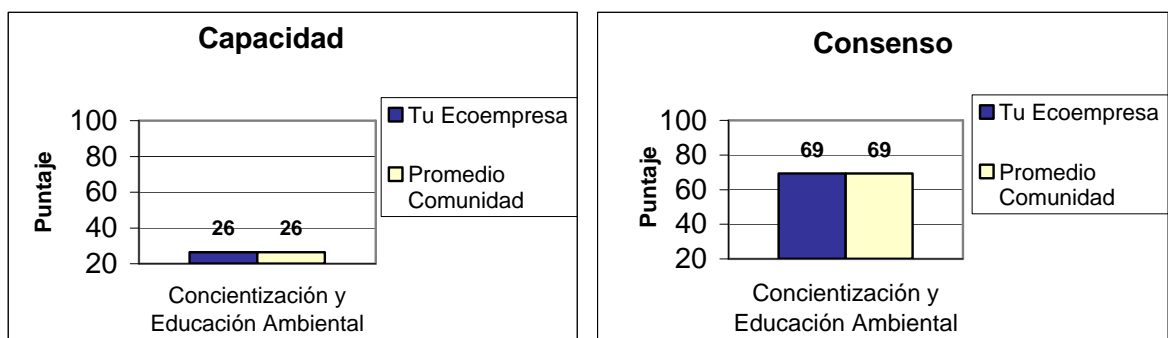 Capacidad
Puntaje
100
80
60
40
20
26
26
Concientización y
Educación Ambiental
Tu Ecoempresa
Promedio
Comunidad
Consenso
Puntaje
100
80
60
40
20
69
69
Concientización y
Educación Ambiental
Tu Ecoempresa
Promedio
Comunidad